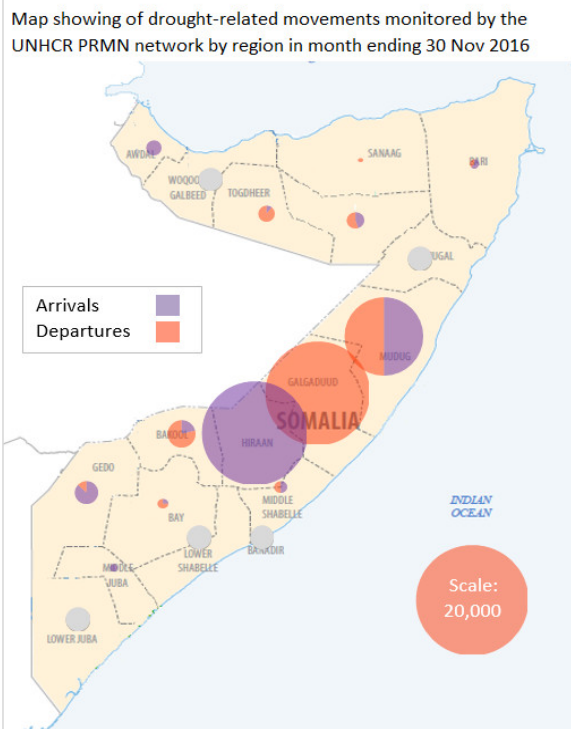 Map showing of drought-related movements monitored by the
UNHCR PRMN network by region in month ending 30 Nov 2016
AWDAL
SANAAG
BARI
WOQOO
GALBEED
TOGDHEER
UGAL
Arrivals
Departures
MUDUG
GALGADUUD
SOMALIA
HIRAAN
BAKOOL
GEDO
MIDDLE
SHABELLE
BAY
INDIAN
OCEAN
BANADIR
LOWER
SHABELLE
MIDDLE
JUBA
Scale:
20,000
LOWER JUBA